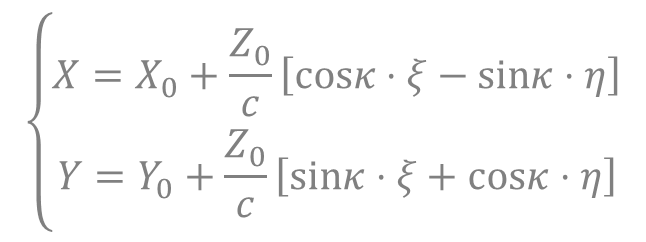 X = X₀ + Z₀/c [cosκ · ξ − sinκ · η]
Y = Y₀ + Z₀/c [sinκ · ξ + cosκ · η]